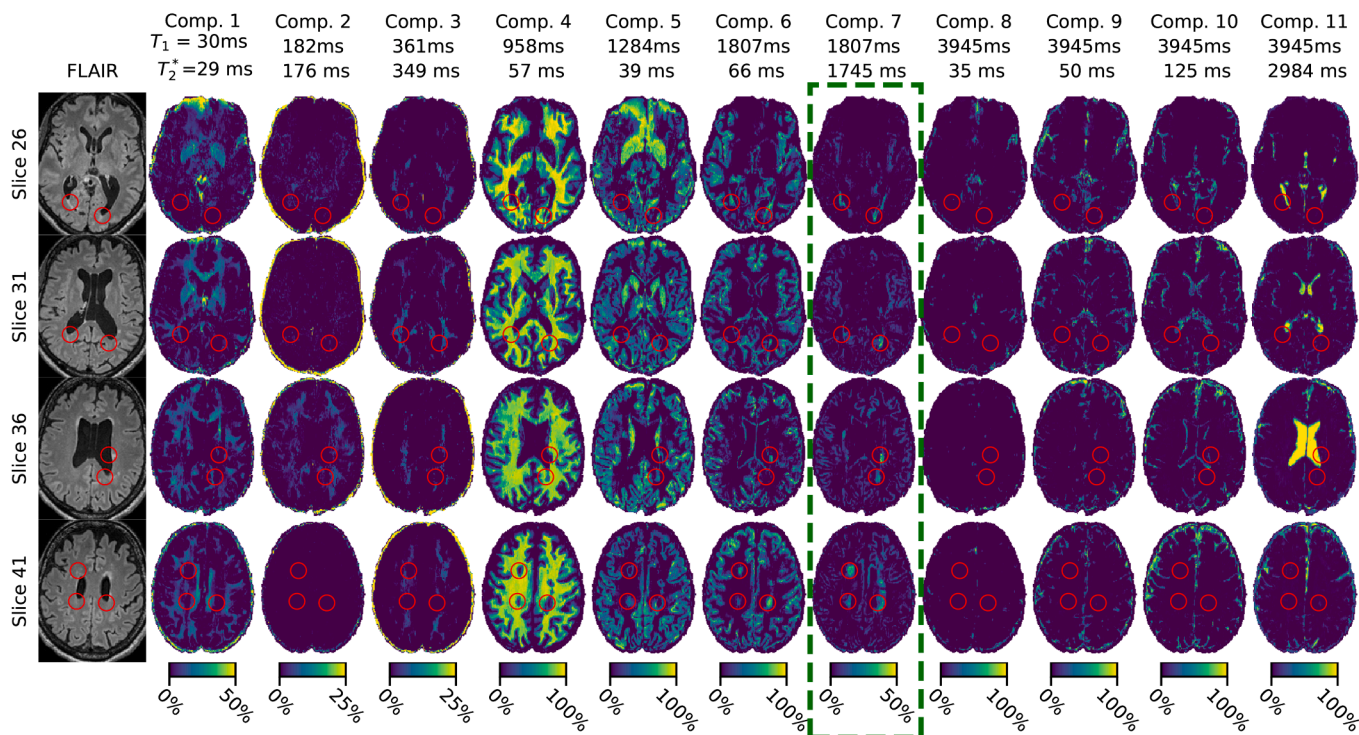 Comp. 1 Comp. 2 Comp. 3 Comp. 4 Comp. 5 Comp. 6 Comp. 7 Comp. 8 Comp. 9 Comp. 10 Comp. 11
T₁ = 30ms 182ms 361ms 958ms 1284ms 1807ms 1807ms 3945ms 3945ms 3945ms 3945ms
FLAIR T₂*=29 ms 176 ms 349 ms 57 ms 39 ms 66 ms 1745 ms 35 ms 50 ms 125 ms 2984 ms
Slice 26
Slice 31
Slice 36
Slice 41
0% 50% 0% 25% 0% 25% 0% 100% 0% 100% 0% 100% 0% 50% 0% 100% 0% 100% 0% 100% 0% 100%